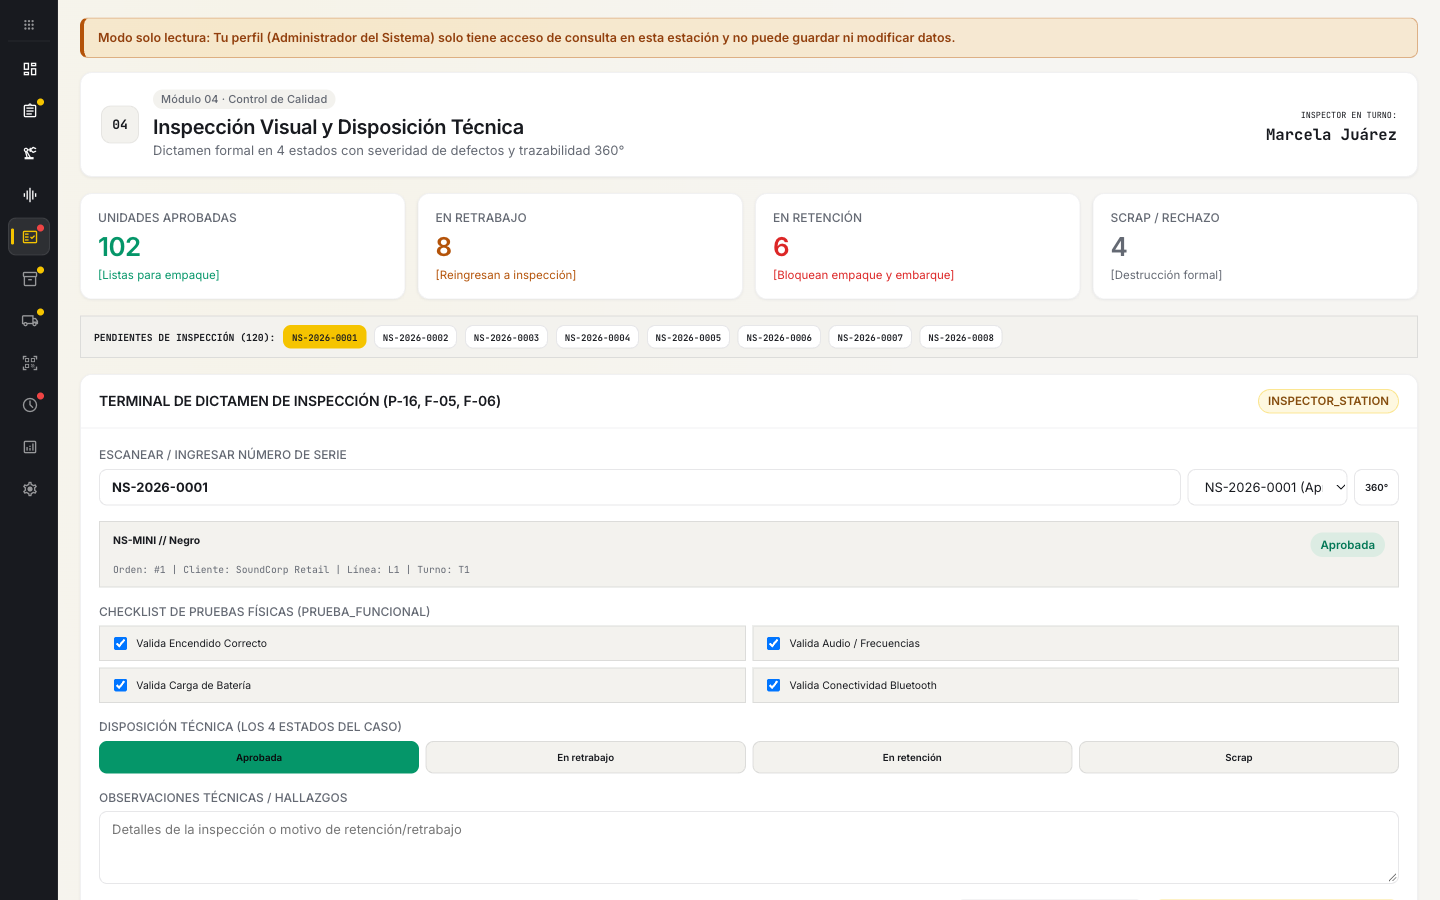 Modo solo lectura: Tu perfil (Administrador del Sistema) solo tiene acceso de consulta en esta estación y no puede guardar ni modificar datos.
04
Módulo 04 · Control de Calidad
Inspección Visual y Disposición Técnica
Dictamen formal en 4 estados con severidad de defectos y trazabilidad 360°
INSPECTOR EN TURNO:
Marcela Juárez
UNIDADES APROBADAS
102
[Listas para empaque]
EN RETRABAJO
8
[Reingresan a inspección]
EN RETENCIÓN
6
[Bloquean empaque y embarque]
SCRAP / RECHAZO
4
[Destrucción formal]
PENDIENTES DE INSPECCIÓN (120): NS-2026-0001 NS-2026-0002 NS-2026-0003 NS-2026-0004 NS-2026-0005 NS-2026-0006 NS-2026-0007 NS-2026-0008
TERMINAL DE DICTAMEN DE INSPECCIÓN (P-16, F-05, F-06)
INSPECTOR_STATION
ESCANEAR / INGRESAR NÚMERO DE SERIE
NS-2026-0001
NS-2026-0001 (Ap
360°
NS-MINI // Negro
Aprobada
Orden: #1 | Cliente: SoundCorp Retail | Línea: L1 | Turno: T1
CHECKLIST DE PRUEBAS FÍSICAS (PRUEBA_FUNCIONAL)
Valida Encendido Correcto
Valida Audio / Frecuencias
Valida Carga de Batería
Valida Conectividad Bluetooth
DISPOSICIÓN TÉCNICA (LOS 4 ESTADOS DEL CASO)
Aprobada
En retrabajo
En retención
Scrap
OBSERVACIONES TÉCNICAS / HALLAZGOS
Detalles de la inspección o motivo de retención/retrabajo